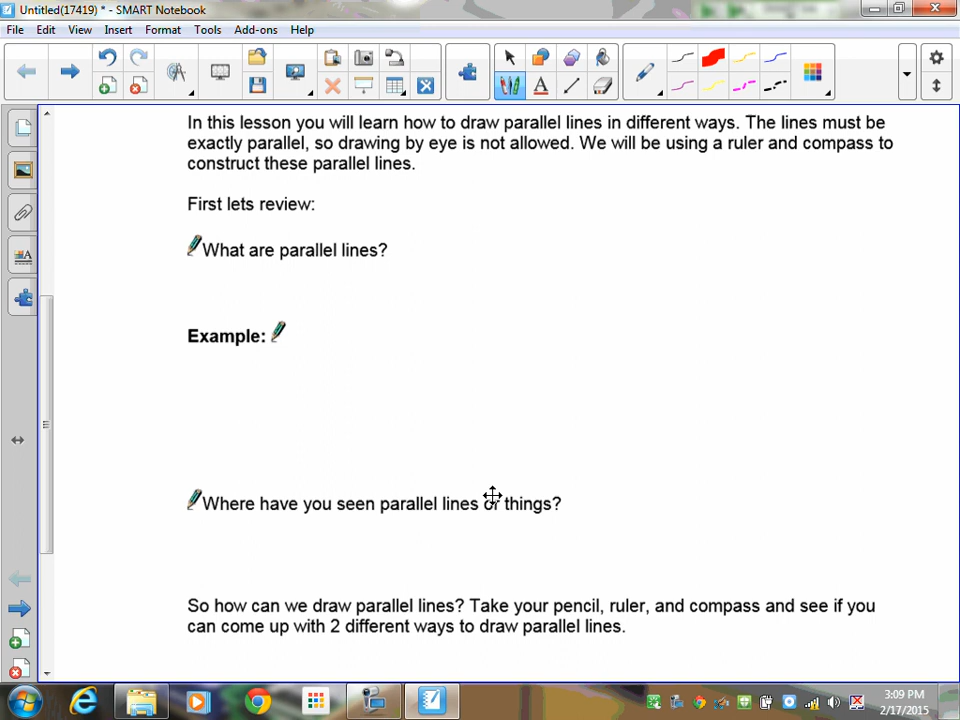 Untitled(17419) * - SMART Notebook
File Edit View Insert Format Tools Add-ons Help
In this lesson you will learn how to draw parallel lines in different ways. The lines must be
exactly parallel, so drawing by eye is not allowed. We will be using a ruler and compass to
construct these parallel lines.
First lets review:
What are parallel lines?
Example:
Where have you seen parallel lines or things?
So how can we draw parallel lines? Take your pencil, ruler, and compass and see if you
can come up with 2 different ways to draw parallel lines.
3:09 PM
2/17/2015